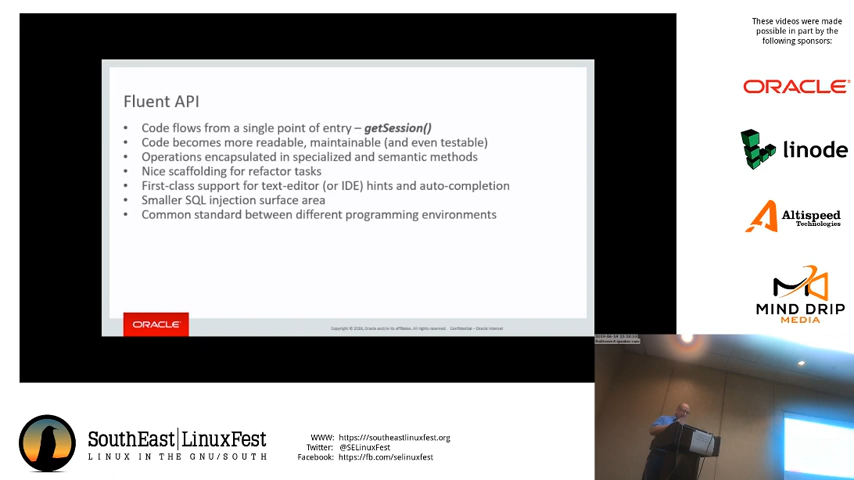 These videos were made
possible in part by the
following sponsors:
ORACLE
linode
Altispeed
Technologies
MIND DRIP
MEDIA
Fluent API
• Code flows from a single point of entry – getSession()
• Code becomes more readable, maintainable (and even testable)
• Operations encapsulated in specialized and semantic methods
• Nice scaffolding for refactor tasks
• First-class support for text-editor (or IDE) hints and auto-completion
• Smaller SQL injection surface area
• Common standard between different programming environments
ORACLE
SouthEast|LinuxFest
LINUX IN THE GNU/SOUTH
WWW: https:///southeastlinuxfest.org
Twitter: @SELinuxFest
Facebook: https://fb.com/selinuxfest